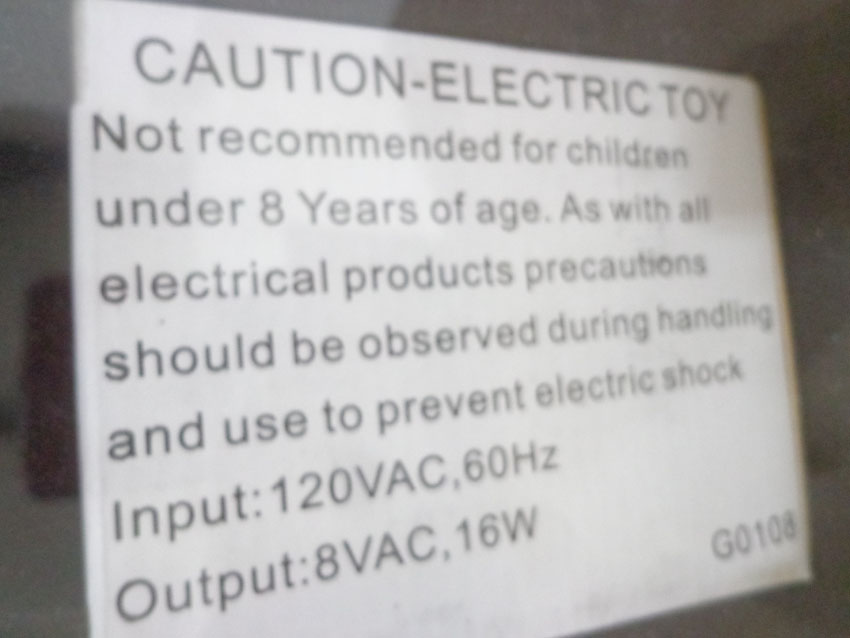 CAUTION-ELECTRIC TOY
Not recommended for children
under 8 Years of age. As with all
electrical products precautions
should be observed during handling
and use to prevent electric shock
Input:120VAC,60Hz
Output:8VAC,16W
G0108